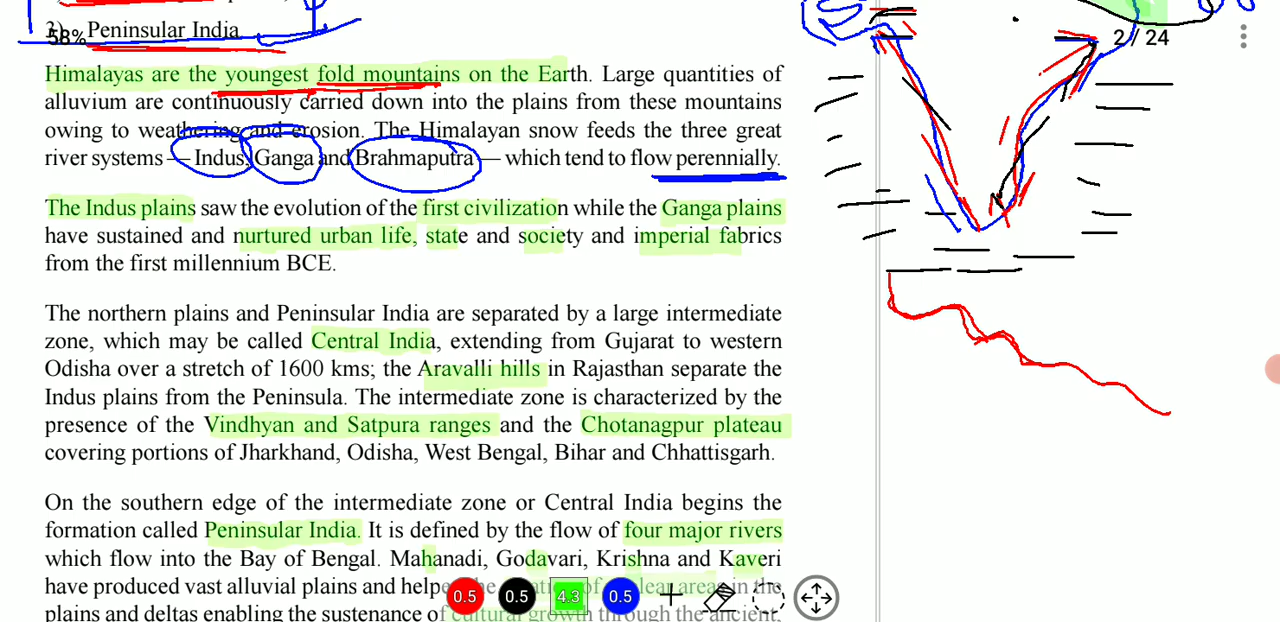 3) Peninsular India
58%
2 / 24
Himalayas are the youngest fold mountains on the Earth. Large quantities of
alluvium are continuously carried down into the plains from these mountains
owing to weathering and erosion. The Himalayan snow feeds the three great
river systems — Indus, Ganga and Brahmaputra — which tend to flow perennially.
The Indus plains saw the evolution of the first civilization while the Ganga plains
have sustained and nurtured urban life, state and society and imperial fabrics
from the first millennium BCE.
The northern plains and Peninsular India are separated by a large intermediate
zone, which may be called Central India, extending from Gujarat to western
Odisha over a stretch of 1600 kms; the Aravalli hills in Rajasthan separate the
Indus plains from the Peninsula. The intermediate zone is characterized by the
presence of the Vindhyan and Satpura ranges and the Chotanagpur plateau
covering portions of Jharkhand, Odisha, West Bengal, Bihar and Chhattisgarh.
On the southern edge of the intermediate zone or Central India begins the
formation called Peninsular India. It is defined by the flow of four major rivers
which flow into the Bay of Bengal. Mahanadi, Godavari, Krishna and Kaveri
have produced vast alluvial plains and of in the
plains and deltas enabling the sustenance of cultural growth through the ancient,
0.5 0.5 4.3 0.5